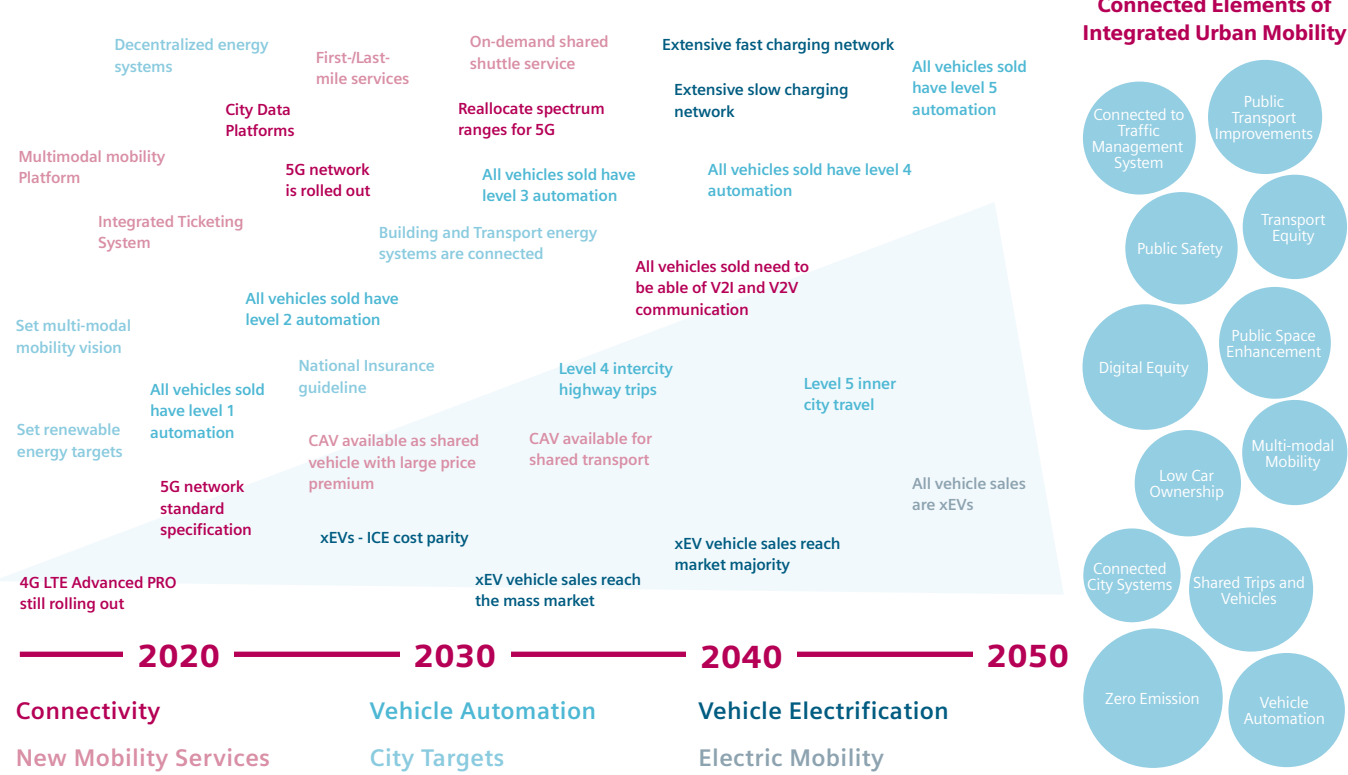 Connected Elements of
Integrated Urban Mobility
Decentralized energy
systems
First-/Last-
mile services
On-demand shared
shuttle service
Extensive fast charging network
Extensive slow charging
network
All vehicles sold
have level 5
automation
City Data
Platforms
Reallocate spectrum
ranges for 5G
Multimodal mobility
Platform
5G network
is rolled out
All vehicles sold have
level 3 automation
All vehicles sold have level 4
automation
Integrated Ticketing
System
Building and Transport energy
systems are connected
All vehicles sold need to
be able of V2I and V2V
communication
All vehicles sold have
level 2 automation
Set multi-modal
mobility vision
National Insurance
guideline
Level 4 intercity
highway trips
Level 5 inner
city travel
All vehicles sold
have level 1
automation
Set renewable
energy targets
CAV available as shared
vehicle with large price
premium
CAV available for
shared transport
5G network
standard
specification
All vehicle sales
are xEVs
xEVs - ICE cost parity
xEV vehicle sales reach
market majority
4G LTE Advanced PRO
still rolling out
xEV vehicle sales reach
the mass market
2020
2030
2040
2050
Connectivity
Vehicle Automation
Vehicle Electrification
New Mobility Services
City Targets
Electric Mobility
Connected to
Traffic
Management
System
Public
Transport
Improvements
Public Safety
Transport
Equity
Digital Equity
Public Space
Enhancement
Low Car
Ownership
Multi-modal
Mobility
Connected
City Systems
Shared Trips and
Vehicles
Zero Emission
Vehicle
Automation